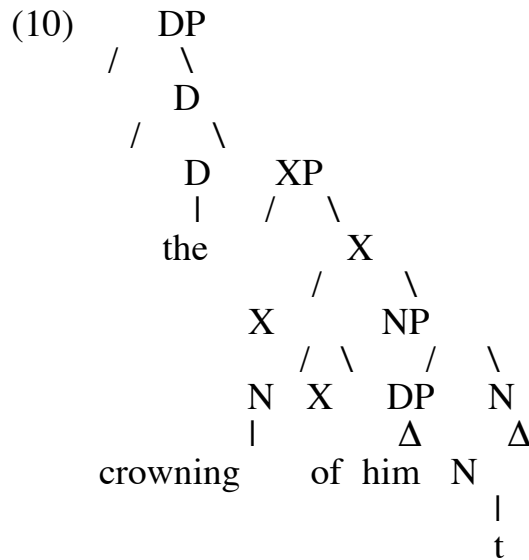 (10) DP
/ \
D
/ \
D XP
| / \
the X
/ \
X NP
/ \ / \
N X DP N
| Δ Δ
crowning of him N
|
t